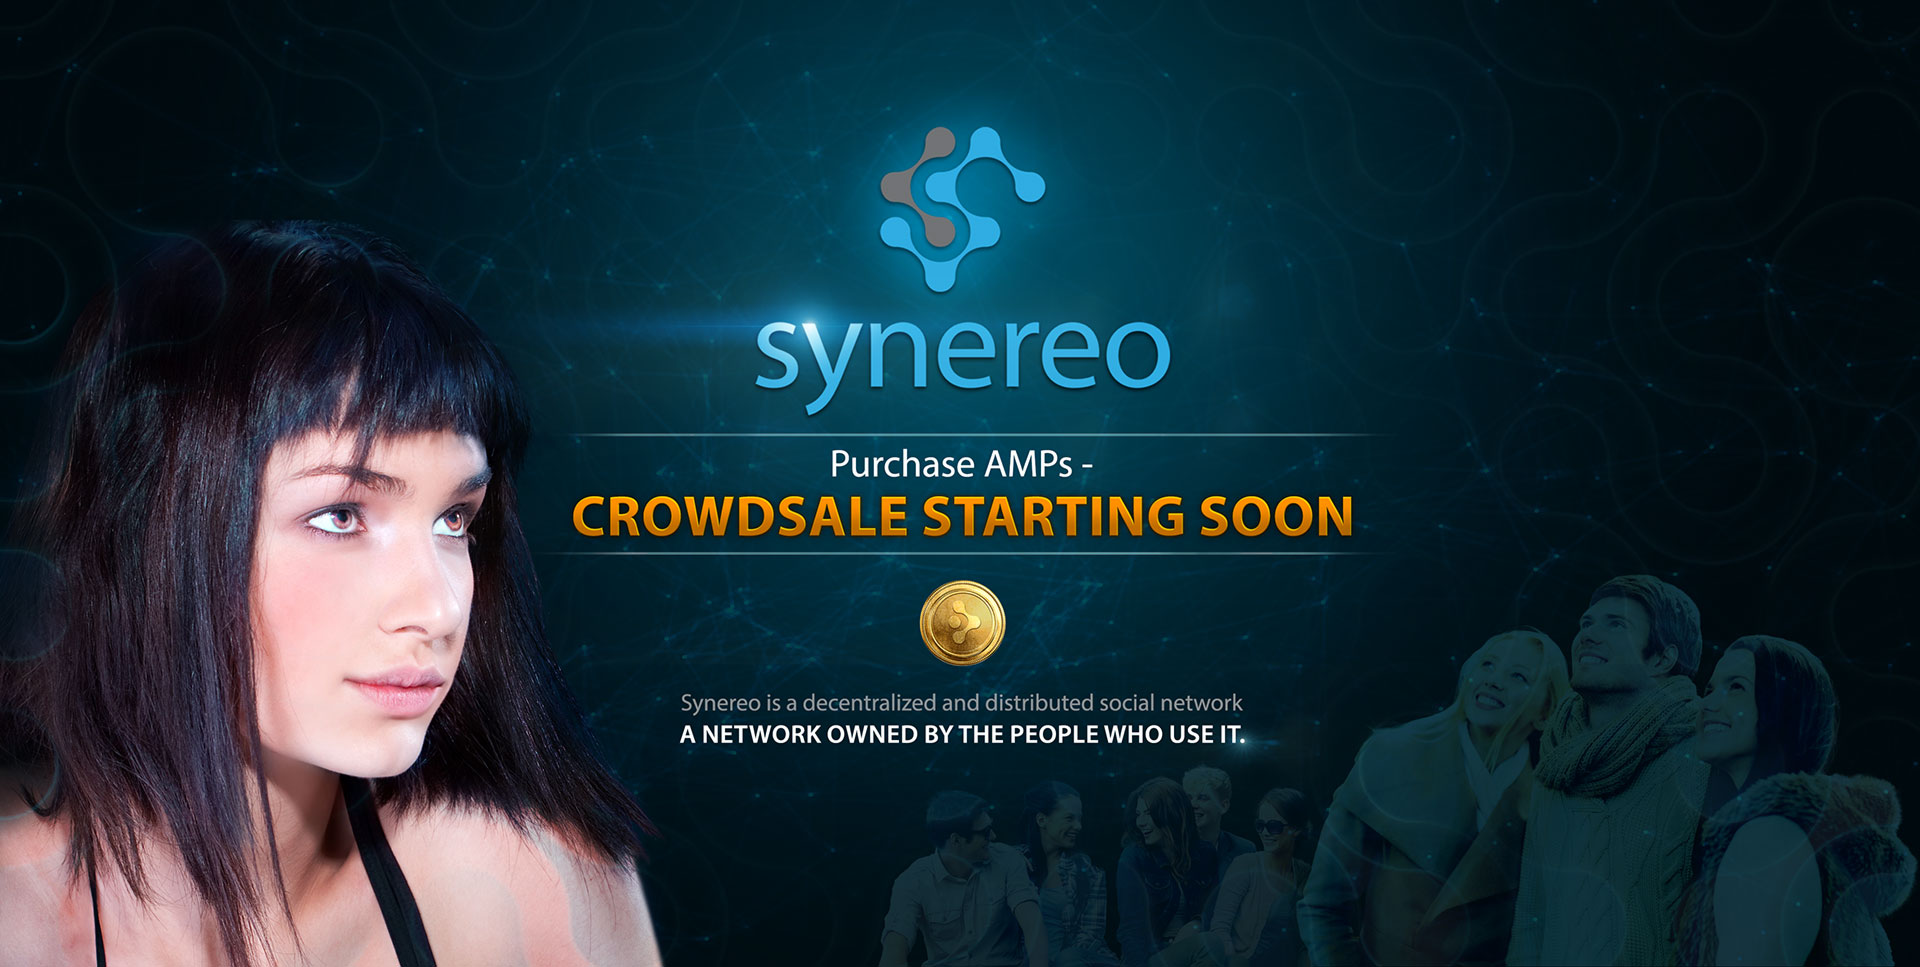 synereo
Purchase AMPs -
CROWDSALE STARTING SOON
Synereo is a decentralized and distributed social network
A NETWORK OWNED BY THE PEOPLE WHO USE IT.